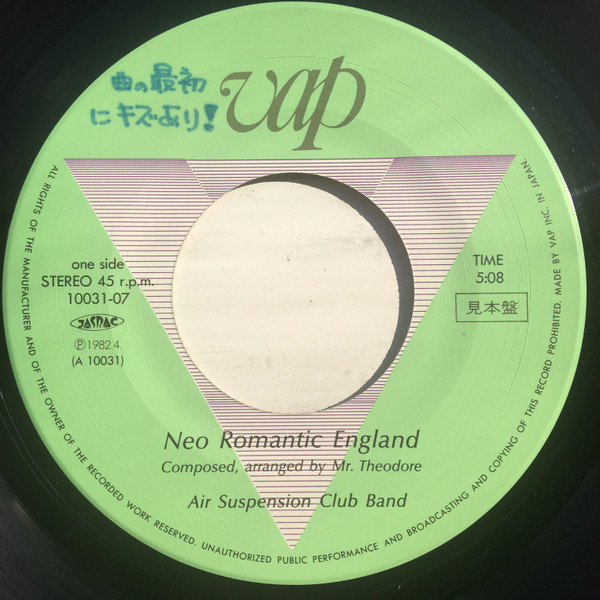 曲の最初
にキズあり!
vap
one side
STEREO 45 r.p.m.
10031-07
JASRAC
Ⓟ1982.4.
(A 10031)
TIME
5:08
見本盤
Neo Romantic England
Composed, arranged by Mr. Theodore
Air Suspension Club Band
ALL RIGHTS OF THE MANUFACTURER AND OF THE OWNER OF THE RECORDED WORK RESERVED. UNAUTHORIZED PUBLIC PERFORMANCE AND BROADCASTING AND COPYING OF THIS RECORD PROHIBITED. MADE BY VAP INC. IN JAPAN.